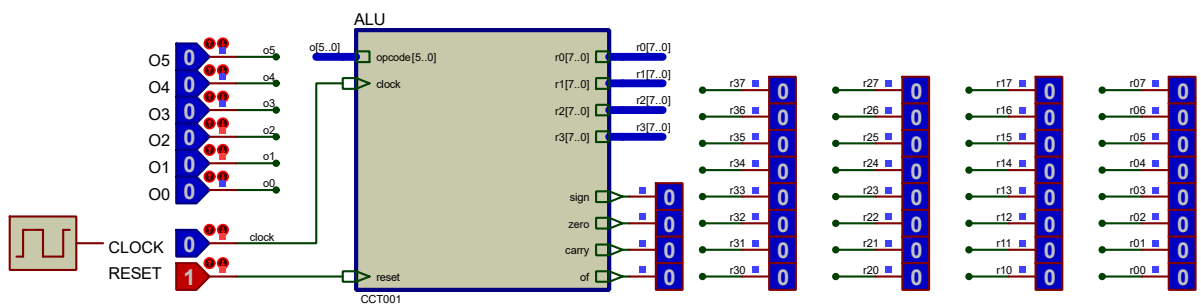 ALU
O5 0 o5 o[5..0] opcode[5..0] r0[7..0] r0[7..0]
O4 0 o4 clock r1[7..0] r1[7..0] r37 0 r27 0 r17 0 r07 0
O3 0 o3 r2[7..0] r2[7..0] r36 0 r26 0 r16 0 r06 0
O2 0 o2 r3[7..0] r3[7..0] r35 0 r25 0 r15 0 r05 0
O1 0 o1 r34 0 r24 0 r14 0 r04 0
O0 0 o0 sign 0 r33 0 r23 0 r13 0 r03 0
zero 0 r32 0 r22 0 r12 0 r02 0
CLOCK 0 clock carry 0 r31 0 r21 0 r11 0 r01 0
RESET 1 reset of 0 r30 0 r20 0 r10 0 r00 0
CCT001